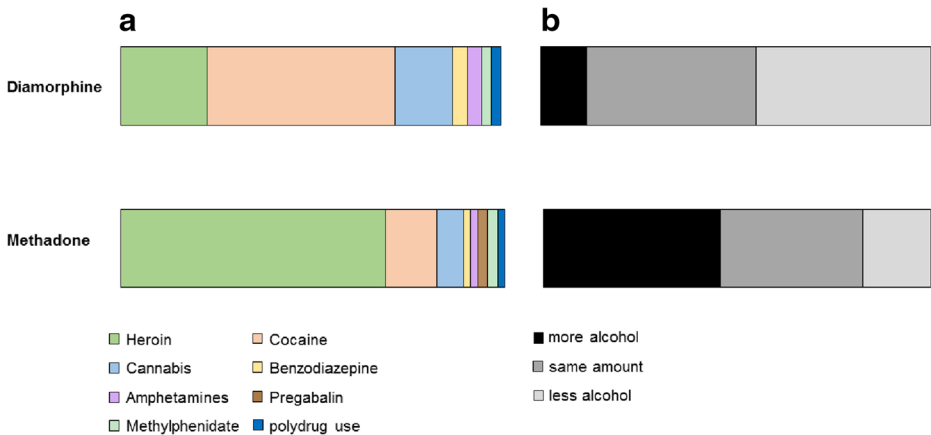 a
b
Diamorphine
Methadone
Heroin
Cocaine
more alcohol
Cannabis
Benzodiazepine
same amount
Amphetamines
Pregabalin
less alcohol
Methylphenidate
polydrug use